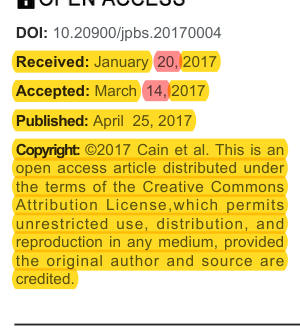 OPEN ACCESS
DOI: 10.20900/jpbs.20170004
Received: January 20, 2017
Accepted: March 14, 2017
Published: April 25, 2017
Copyright: ©2017 Cain et al. This is an
open access article distributed under
the terms of the Creative Commons
Attribution License,which permits
unrestricted use, distribution, and
reproduction in any medium, provided
the original author and source are
credited.